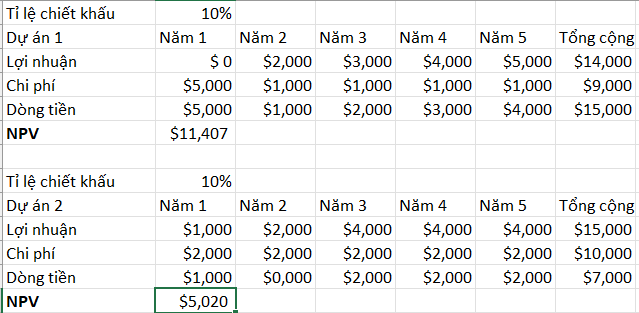 Tỉ lệ chiết khấu 10%
Dự án 1 Năm 1 Năm 2 Năm 3 Năm 4 Năm 5 Tổng cộng
Lợi nhuận $ 0 $2,000 $3,000 $4,000 $5,000 $14,000
Chi phí $5,000 $1,000 $1,000 $1,000 $1,000 $9,000
Dòng tiền $5,000 $1,000 $2,000 $3,000 $4,000 $15,000
NPV $11,407
Tỉ lệ chiết khấu 10%
Dự án 2 Năm 1 Năm 2 Năm 3 Năm 4 Năm 5 Tổng cộng
Lợi nhuận $1,000 $2,000 $4,000 $4,000 $4,000 $15,000
Chi phí $2,000 $2,000 $2,000 $2,000 $2,000 $10,000
Dòng tiền $1,000 $0,000 $2,000 $2,000 $2,000 $7,000
NPV $5,020